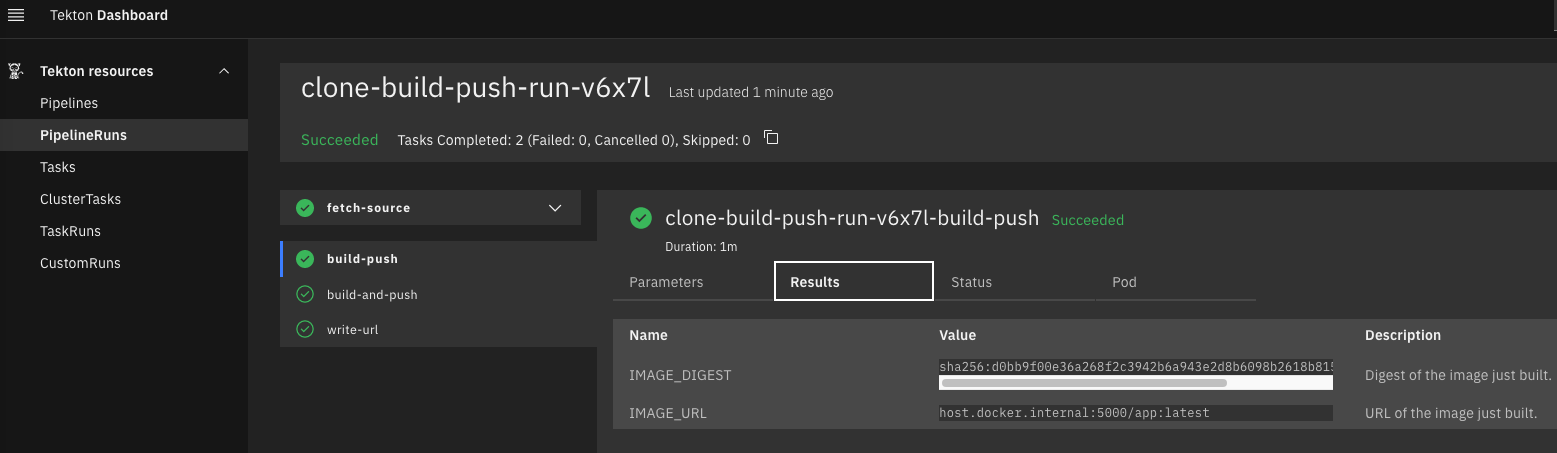 Tekton Dashboard
Tekton resources
Pipelines
PipelineRuns
Tasks
ClusterTasks
TaskRuns
CustomRuns
clone-build-push-run-v6x7l Last updated 1 minute ago
Succeeded Tasks Completed: 2 (Failed: 0, Cancelled 0), Skipped: 0
fetch-source
build-push
build-and-push
write-url
clone-build-push-run-v6x7l-build-push Succeeded
Duration: 1m
Parameters Results Status Pod
Name Value Description
IMAGE_DIGEST sha256:d0bb9f00e36a268f2c3942b6a943e2d8b6098b2618b815 Digest of the image just built.
IMAGE_URL host.docker.internal:5000/app:latest URL of the image just built.